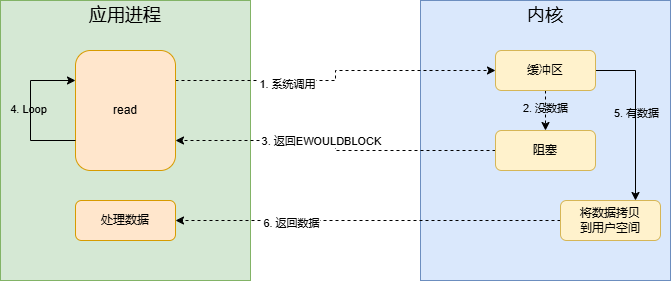 应用进程
内核
read
缓冲区
1. 系统调用
2. 没数据
5. 有数据
4. Loop
3. 返回EWOULDBLOCK
阻塞
处理数据
6. 返回数据
将数据拷贝
到用户空间